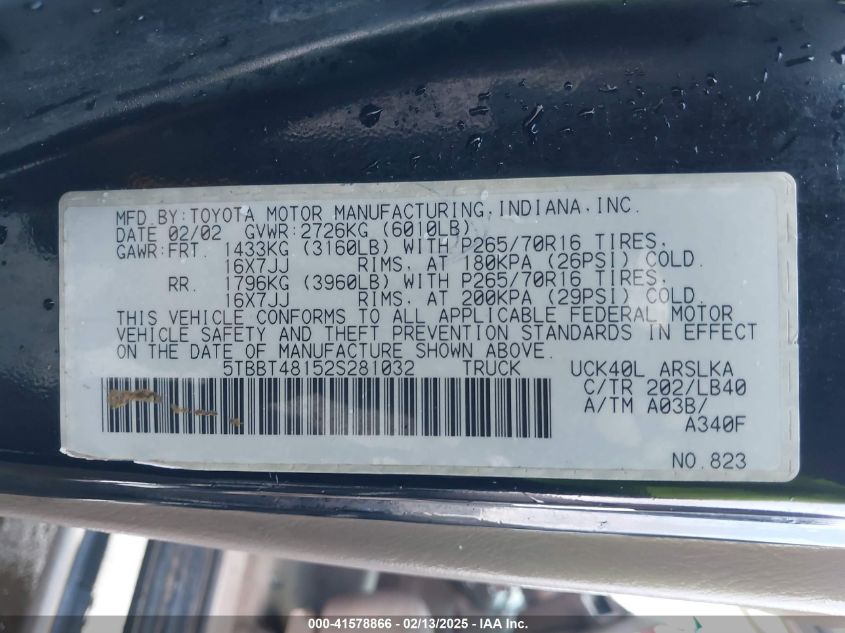 MFD.BY:TOYOTA MOTOR MANUFACTURING,INDIANA,INC.
DATE 02/02 GVWR:2726KG (6010LB)
GAWR:FRT. 1433KG (3160LB) WITH P265/70R16 TIRES,
16X7JJ RIMS, AT 180KPA (26PSI) COLD.
RR. 1796KG (3960LB) WITH P265/70R16 TIRES,
16X7JJ RIMS, AT 200KPA (29PSI) COLD.
THIS VEHICLE CONFORMS TO ALL APPLICABLE FEDERAL MOTOR
VEHICLE SAFETY AND THEFT PREVENTION STANDARDS IN EFFECT
ON THE DATE OF MANUFACTURE SHOWN ABOVE.
5TBBT48152S281032 TRUCK UCK40L ARSLKA
C/TR 202/LB40
A/TM A03B/
A340F
NO.823
000-41578866 - 02/13/2025 - IAA Inc.